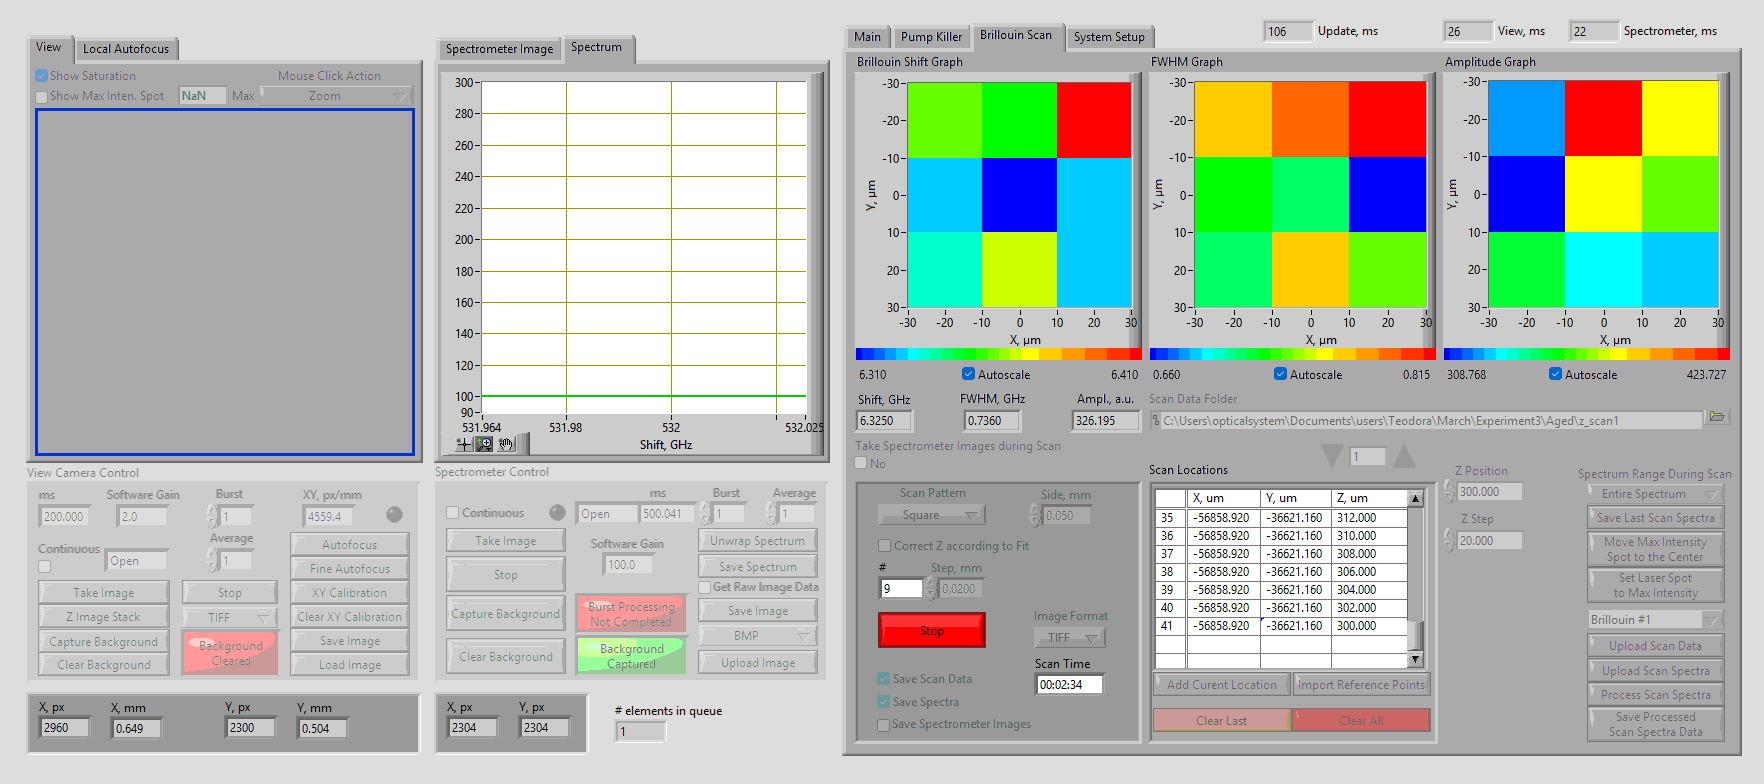 View
Local Autofocus
Show Saturation
Mouse Click Action
Show Max Inten. Spot
NaN
Max
Zoom
View Camera Control
ms
Software Gain
Burst
XY, px/mm
200.000
2.0
1
4559.4
Average
Continuous
Open
1
Autofocus
Fine Autofocus
Take Image
Stop
XY Calibration
Z Image Stack
TIFF
Clear XY Calibration
Capture Background
Background
Cleared
Save Image
Clear Background
Load Image
X, px
X, mm
Y, px
Y, mm
2960
0.649
2300
0.504
Spectrometer Image
Spectrum
300
280
260
240
220
200
180
160
140
120
100
90
531.964
531.98
532
532.025
Shift, GHz
Spectrometer Control
ms
Burst
Average
Continuous
Open
500.041
1
1
Take Image
Software Gain
Unwrap Spectrum
Stop
100.0
Save Spectrum
Get Raw Image Data
Capture Background
Burst Processing
Not Completed
Save Image
BMP
Clear Background
Background
Captured
Upload Image
X, px
Y, px
2304
2304
# elements in queue
1
106
Update, ms
26
View, ms
22
Spectrometer, ms
Main
Pump Killer
Brillouin Scan
System Setup
Brillouin Shift Graph
-30
-20
-10
0
10
20
30
Y, µm
-30
-20
-10
0
10
20
30
X, µm
6.310
Autoscale
6.410
FWHM Graph
-30
-20
-10
0
10
20
30
Y, µm
-30
-20
-10
0
10
20
30
X, µm
0.660
Autoscale
0.815
Amplitude Graph
-30
-20
-10
0
10
20
30
Y, µm
-30
-20
-10
0
10
20
30
X, µm
308.768
Autoscale
423.727
Shift, GHz
FWHM, GHz
Ampl., a.u.
6.3250
0.7360
326.195
Scan Data Folder
C:\Users\opticalsystem\Documents\users\Teodora\March\Experiment3\Aged\z_scan1
Take Spectrometer Images during Scan
No
1
Scan Pattern
Side, mm
Square
0.050
Correct Z according to Fit
#
Step, mm
9
0.0200
Stop
Image Format
TIFF
Scan Time
00:02:34
Save Scan Data
Save Spectra
Save Spectrometer Images
Scan Locations
X, um
Y, um
Z, um
35 -56858.920 -36621.160 312.000
36 -56858.920 -36621.160 310.000
37 -56858.920 -36621.160 308.000
38 -56858.920 -36621.160 306.000
39 -56858.920 -36621.160 304.000
40 -56858.920 -36621.160 302.000
41 -56858.920 -36621.160 300.000
Add Curent Location
Import Reference Points
Clear Last
Clear All
Z Position
300.000
Z Step
20.000
Spectrum Range During Scan
Entire Spectrum
Save Last Scan Spectra
Move Max Intensity
Spot to the Center
Set Laser Spot
to Max Intensity
Brillouin #1
Upload Scan Data
Upload Scan Spectra
Process Scan Spectra
Save Processed
Scan Spectra Data